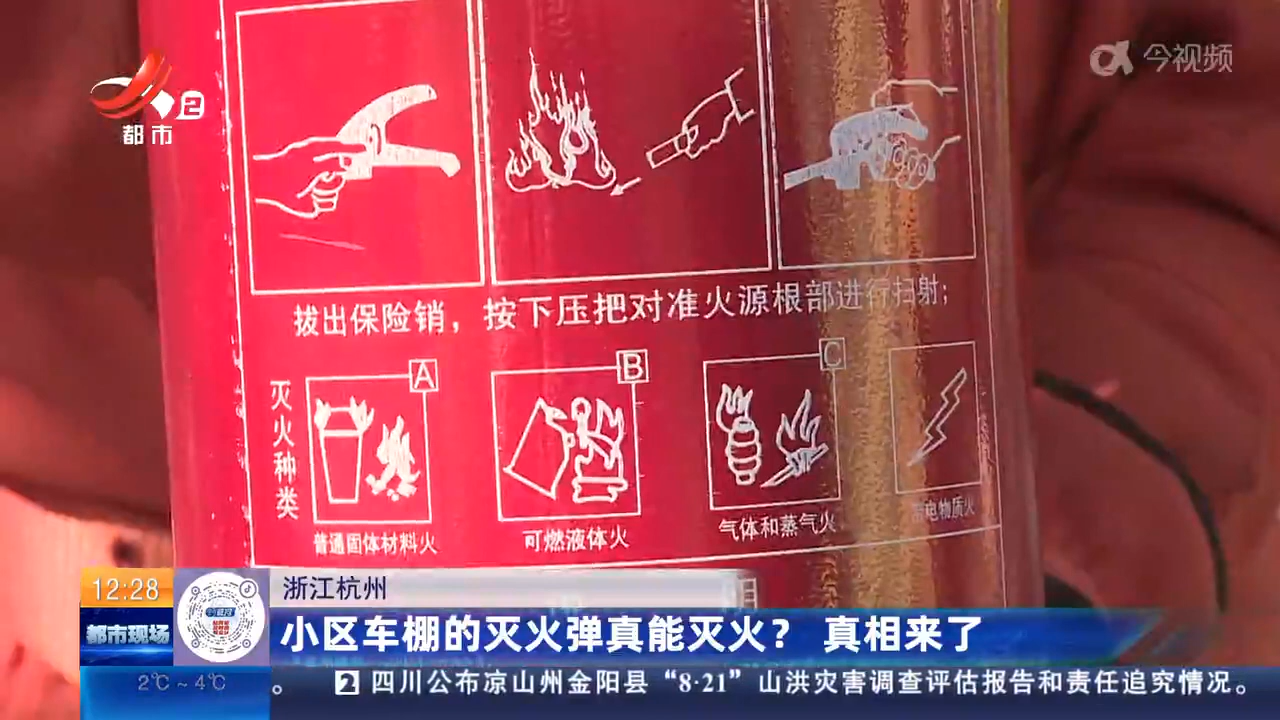 2
都市
今视频
拔出保险销，按下压把对准火源根部进行扫射；
灭火种类
A
B
C
普通固体材料火
可燃液体火
气体和蒸气火
带电物质火
12:28
浙江杭州
都市现场
小区车棚的灭火弹真能灭火？ 真相来了
2℃~4℃
。 2 四川公布凉山州金阳县“8·21”山洪灾害调查评估报告和责任追究情况。